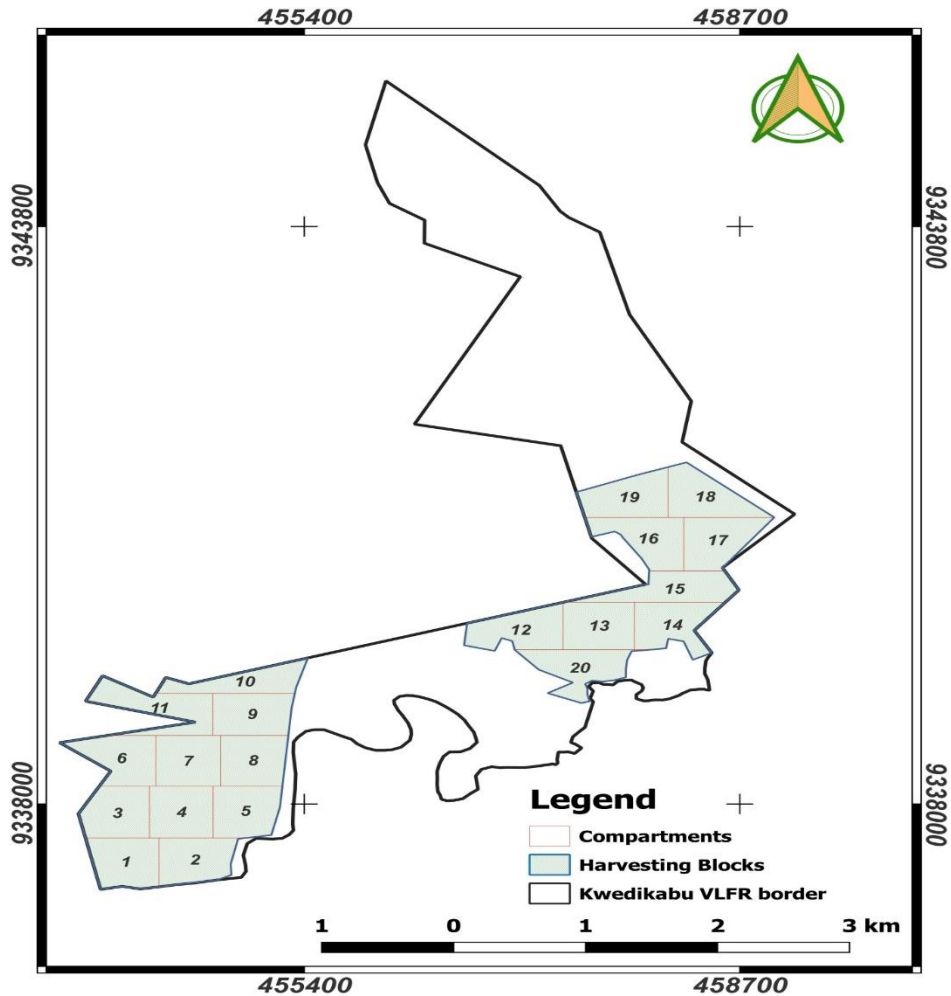 455400 458700
9343800 9343800
19 18
16 17
15
12 13 14
20
10
11 9
6 7 8
3 4 5
1 2
9338000 9338000
Legend
Compartments
Harvesting Blocks
Kwedikabu VLFR border
1 0 1 2 3 km
455400 458700